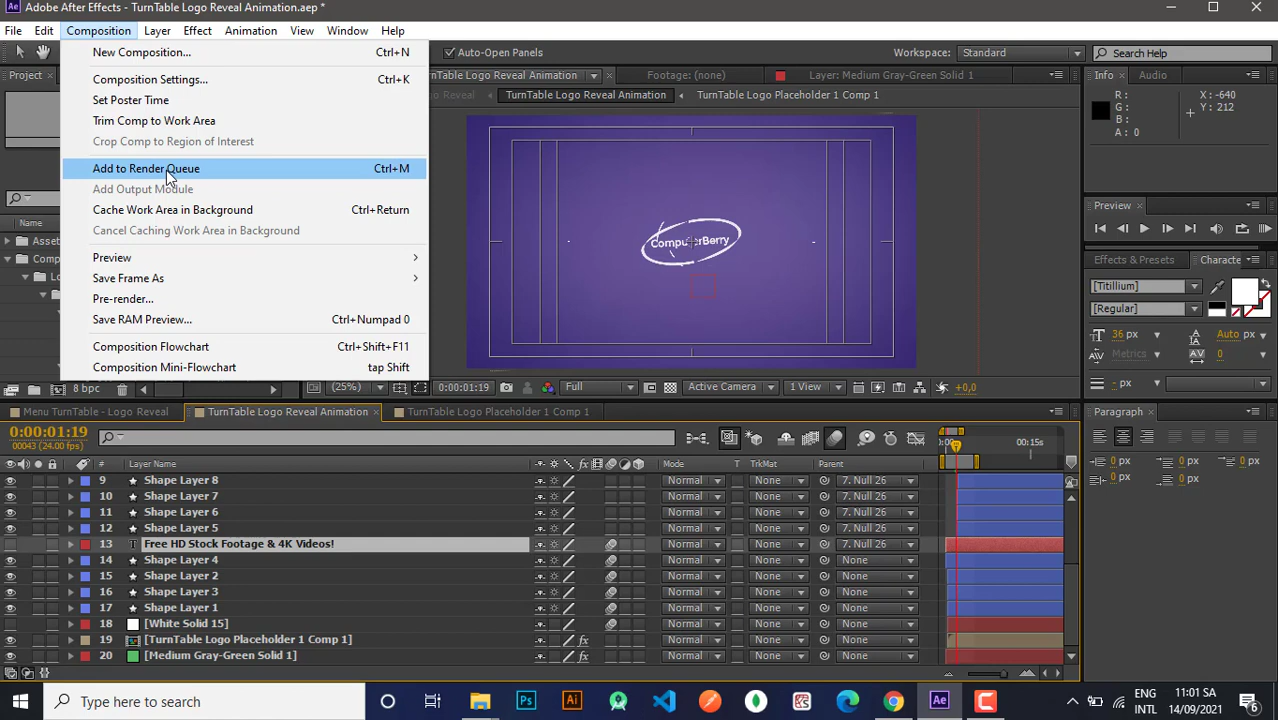 Adobe After Effects - TurnTable Logo Reveal Animation.aep *
File Edit Composition Layer Effect Animation View Window Help
New Composition... Ctrl+N
Composition Settings... Ctrl+K
Set Poster Time
Trim Comp to Work Area
Crop Comp to Region of Interest
Add to Render Queue Ctrl+M
Add Output Module
Cache Work Area in Background Ctrl+Return
Cancel Caching Work Area in Background
Preview
Save Frame As
Pre-render...
Save RAM Preview... Ctrl+Numpad 0
Composition Flowchart Ctrl+Shift+F11
Composition Mini-Flowchart tap Shift
Auto-Open Panels Workspace: Standard Search Help
Project
Name
8 bpc
nTable Logo Reveal Animation Footage: (none) Layer: Medium Gray-Green Solid 1
Reveal TurnTable Logo Reveal Animation TurnTable Logo Placeholder 1 Comp 1
ComputerBerry
(25%) 0:00:01:19 Full Active Camera 1 View +0,0
Info Audio
R : X : -640
G : Y : 212
B :
A : 0
Preview
Effects & Presets Characte
[Titillium]
[Regular]
36 px Auto px
Metrics 0
- px
Menu TurnTable - Logo Reveal TurnTable Logo Reveal Animation TurnTable Logo Placeholder 1 Comp 1
0:00:01:19
00043 (24.00 fps)
# Layer Name Mode T TrkMat Parent
00:15s
9 Shape Layer 8 Normal None 7. Null 26
10 Shape Layer 7 Normal None 7. Null 26
11 Shape Layer 6 Normal None 7. Null 26
12 Shape Layer 5 Normal None 7. Null 26
13 T Free HD Stock Footage & 4K Videos! Normal None 7. Null 26
14 Shape Layer 4 Normal None None
15 Shape Layer 2 Normal None None
16 Shape Layer 3 Normal None None
17 Shape Layer 1 Normal None None
18 [White Solid 15] Normal None None
19 [TurnTable Logo Placeholder 1 Comp 1] Normal None None
20 [Medium Gray-Green Solid 1] Normal None None
Paragraph
0 px 0 px 0 px
0 px 0 px
Type here to search
ENG 11:01 SA
INTL 14/09/2021
6